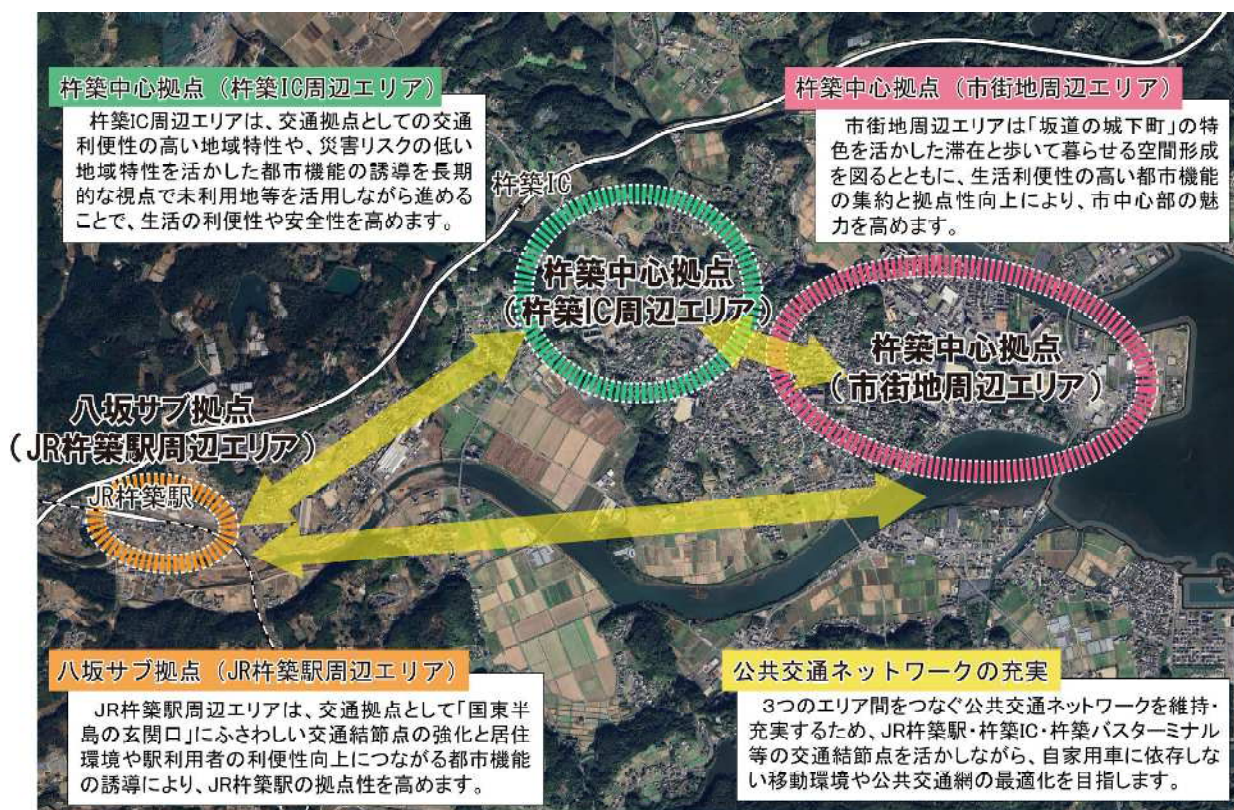 杵築中心拠点（杵築IC周辺エリア）
杵築IC周辺エリアは、交通拠点としての交通
利便性の高い地域特性や、災害リスクの低い
地域特性を活かした都市機能の誘導を長期
的な視点で未利用地等を活用しながら進める
ことで、生活の利便性や安全性を高めます。
杵築中心拠点（市街地周辺エリア）
市街地周辺エリアは「坂道の城下町」の特
色を活かした滞在と歩いて暮らせる空間形成
を図るとともに、生活利便性の高い都市機能
の集約と拠点性向上により、市中心部の魅
力を高めます。
杵築IC
杵築中心拠点
（杵築IC周辺エリア）
杵築中心拠点
（市街地周辺エリア）
八坂サブ拠点
（JR杵築駅周辺エリア）
JR杵築駅
八坂サブ拠点（JR杵築駅周辺エリア）
JR杵築駅周辺エリアは、交通拠点として「国東半
島の玄関口」にふさわしい交通結節点の強化と居住
環境や駅利用者の利便性向上につながる都市機能
の誘導により、JR杵築駅の拠点性を高めます。
公共交通ネットワークの充実
3つのエリア間をつなぐ公共交通ネットワークを維持・
充実するため、JR杵築駅・杵築IC・杵築バスターミナル
等の交通結節点を活かしながら、自家用車に依存しな
い移動環境や公共交通網の最適化を目指します。